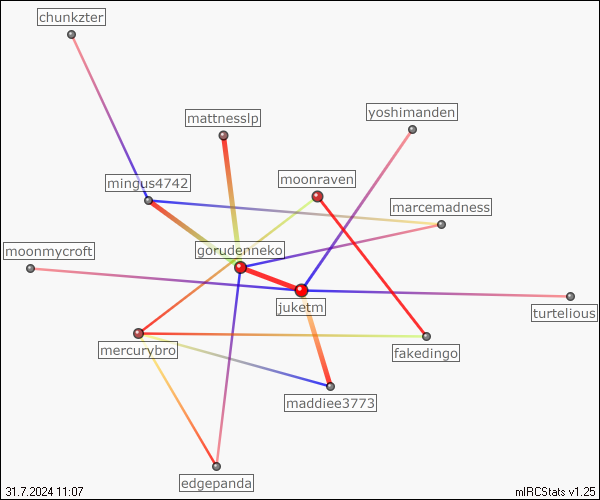 chunkzter
mattnesslp
yoshimanden
mingus4742
moonraven
marcemadness
gorudenneko
moonmycroft
juketm
turtelious
mercurybro
fakedingo
maddiee3773
edgepanda
31.7.2024 11:07
mIRCStats v1.25